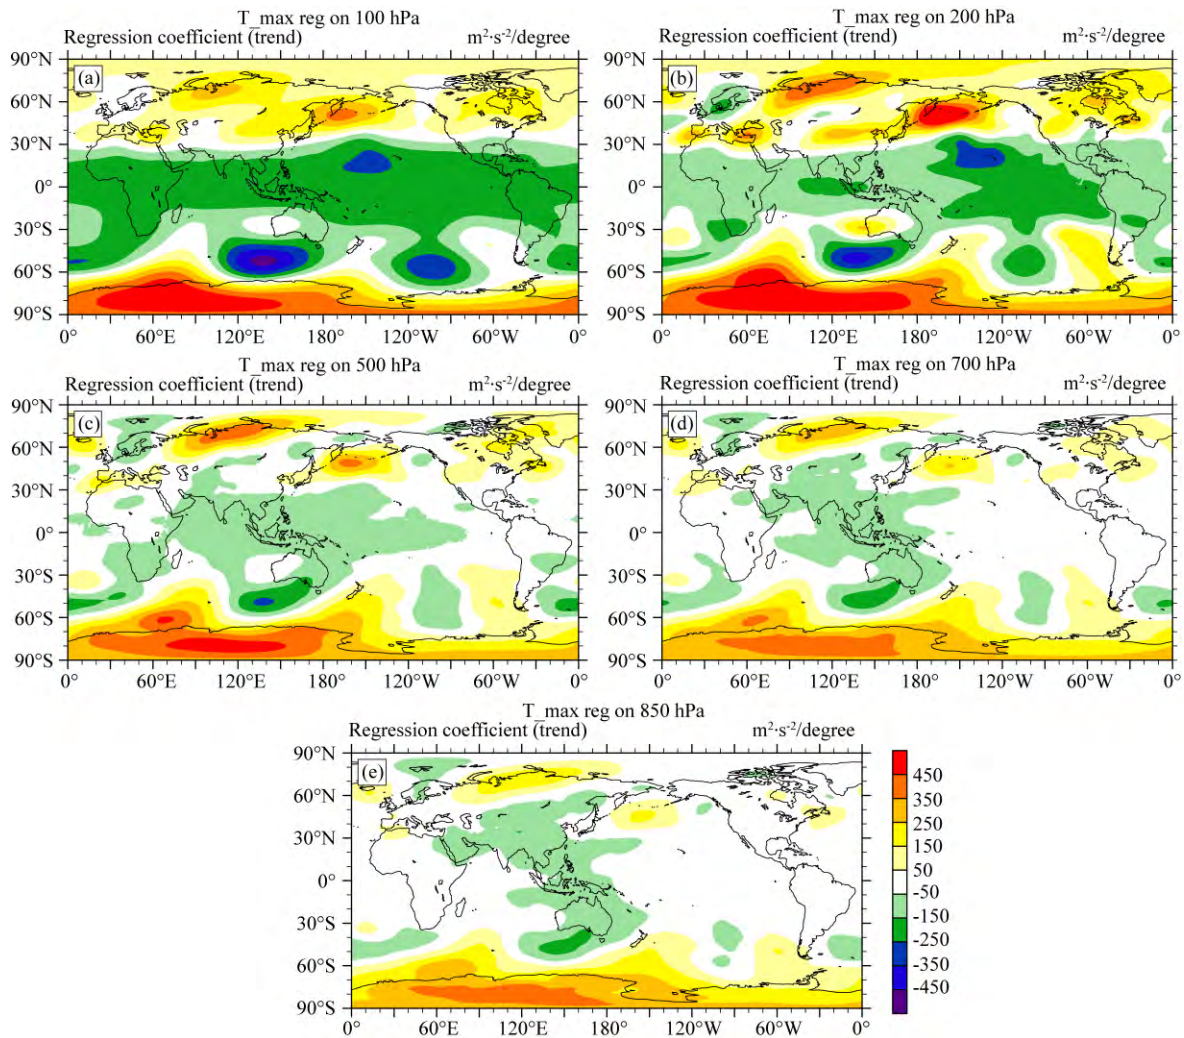 T_max reg on 100 hPa
Regression coefficient (trend) m²·s⁻²/degree
(a)
90°N
60°N
30°N
0°
30°S
60°S
90°S
0° 60°E 120°E 180° 120°W 60°W 0°
T_max reg on 200 hPa
Regression coefficient (trend) m²·s⁻²/degree
(b)
90°N
60°N
30°N
0°
30°S
60°S
90°S
0° 60°E 120°E 180° 120°W 60°W 0°
T_max reg on 500 hPa
Regression coefficient (trend) m²·s⁻²/degree
(c)
90°N
60°N
30°N
0°
30°S
60°S
90°S
0° 60°E 120°E 180° 120°W 60°W 0°
T_max reg on 700 hPa
Regression coefficient (trend) m²·s⁻²/degree
(d)
90°N
60°N
30°N
0°
30°S
60°S
90°S
0° 60°E 120°E 180° 120°W 60°W 0°
T_max reg on 850 hPa
Regression coefficient (trend) m²·s⁻²/degree
(e)
90°N
60°N
30°N
0°
30°S
60°S
90°S
0° 60°E 120°E 180° 120°W 60°W 0°
450
350
250
150
50
-50
-150
-250
-350
-450